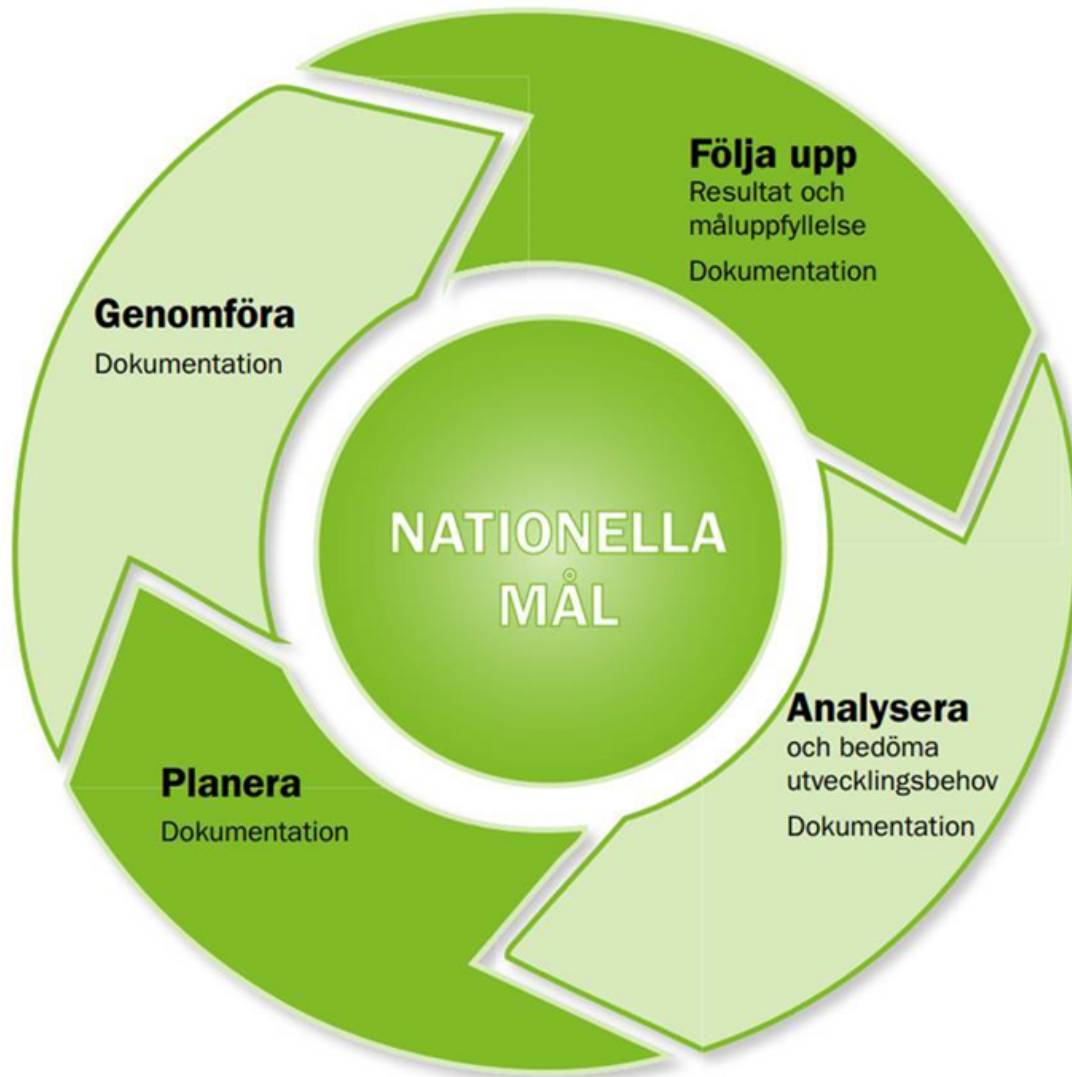 Följa upp
Resultat och
måluppfyllelse
Dokumentation
Genomföra
Dokumentation
NATIONELLA
MÅL
Analysera
och bedöma
utvecklingsbehov
Dokumentation
Planera
Dokumentation